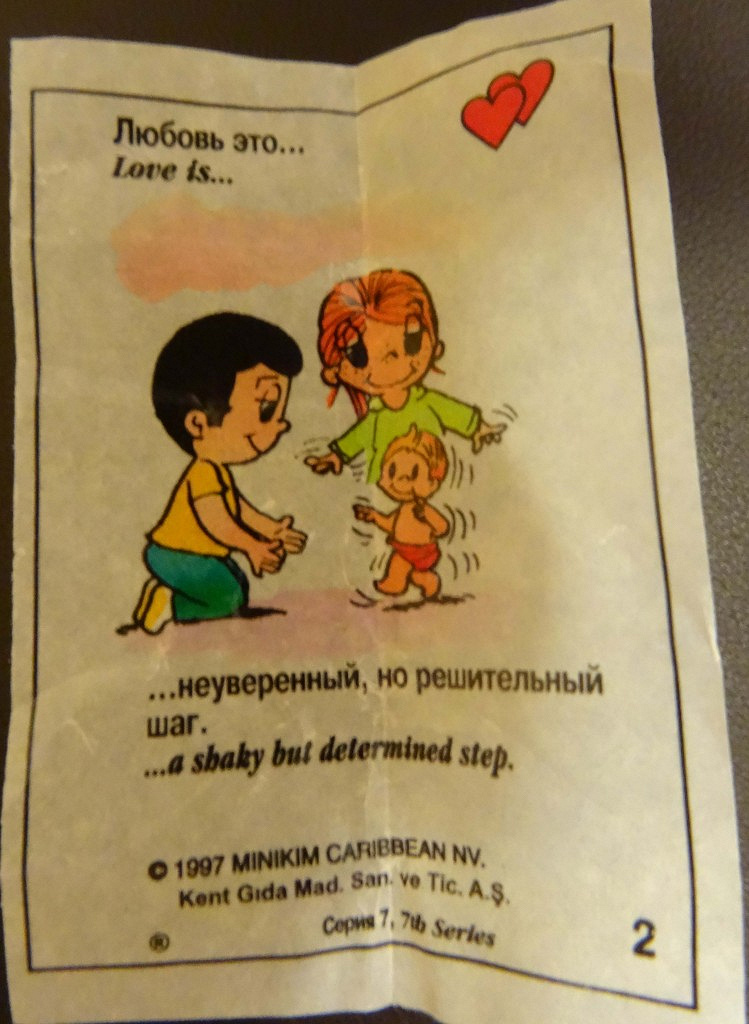 Любовь это...
Love is...
...неуверенный, но решительный
шаг.
...a shaky but determined step.
© 1997 MINIKIM CARIBBEAN NV.
Kent Gıda Mad. San. ve Tic. A.Ş.
Серия 7, 7th Series
®
2